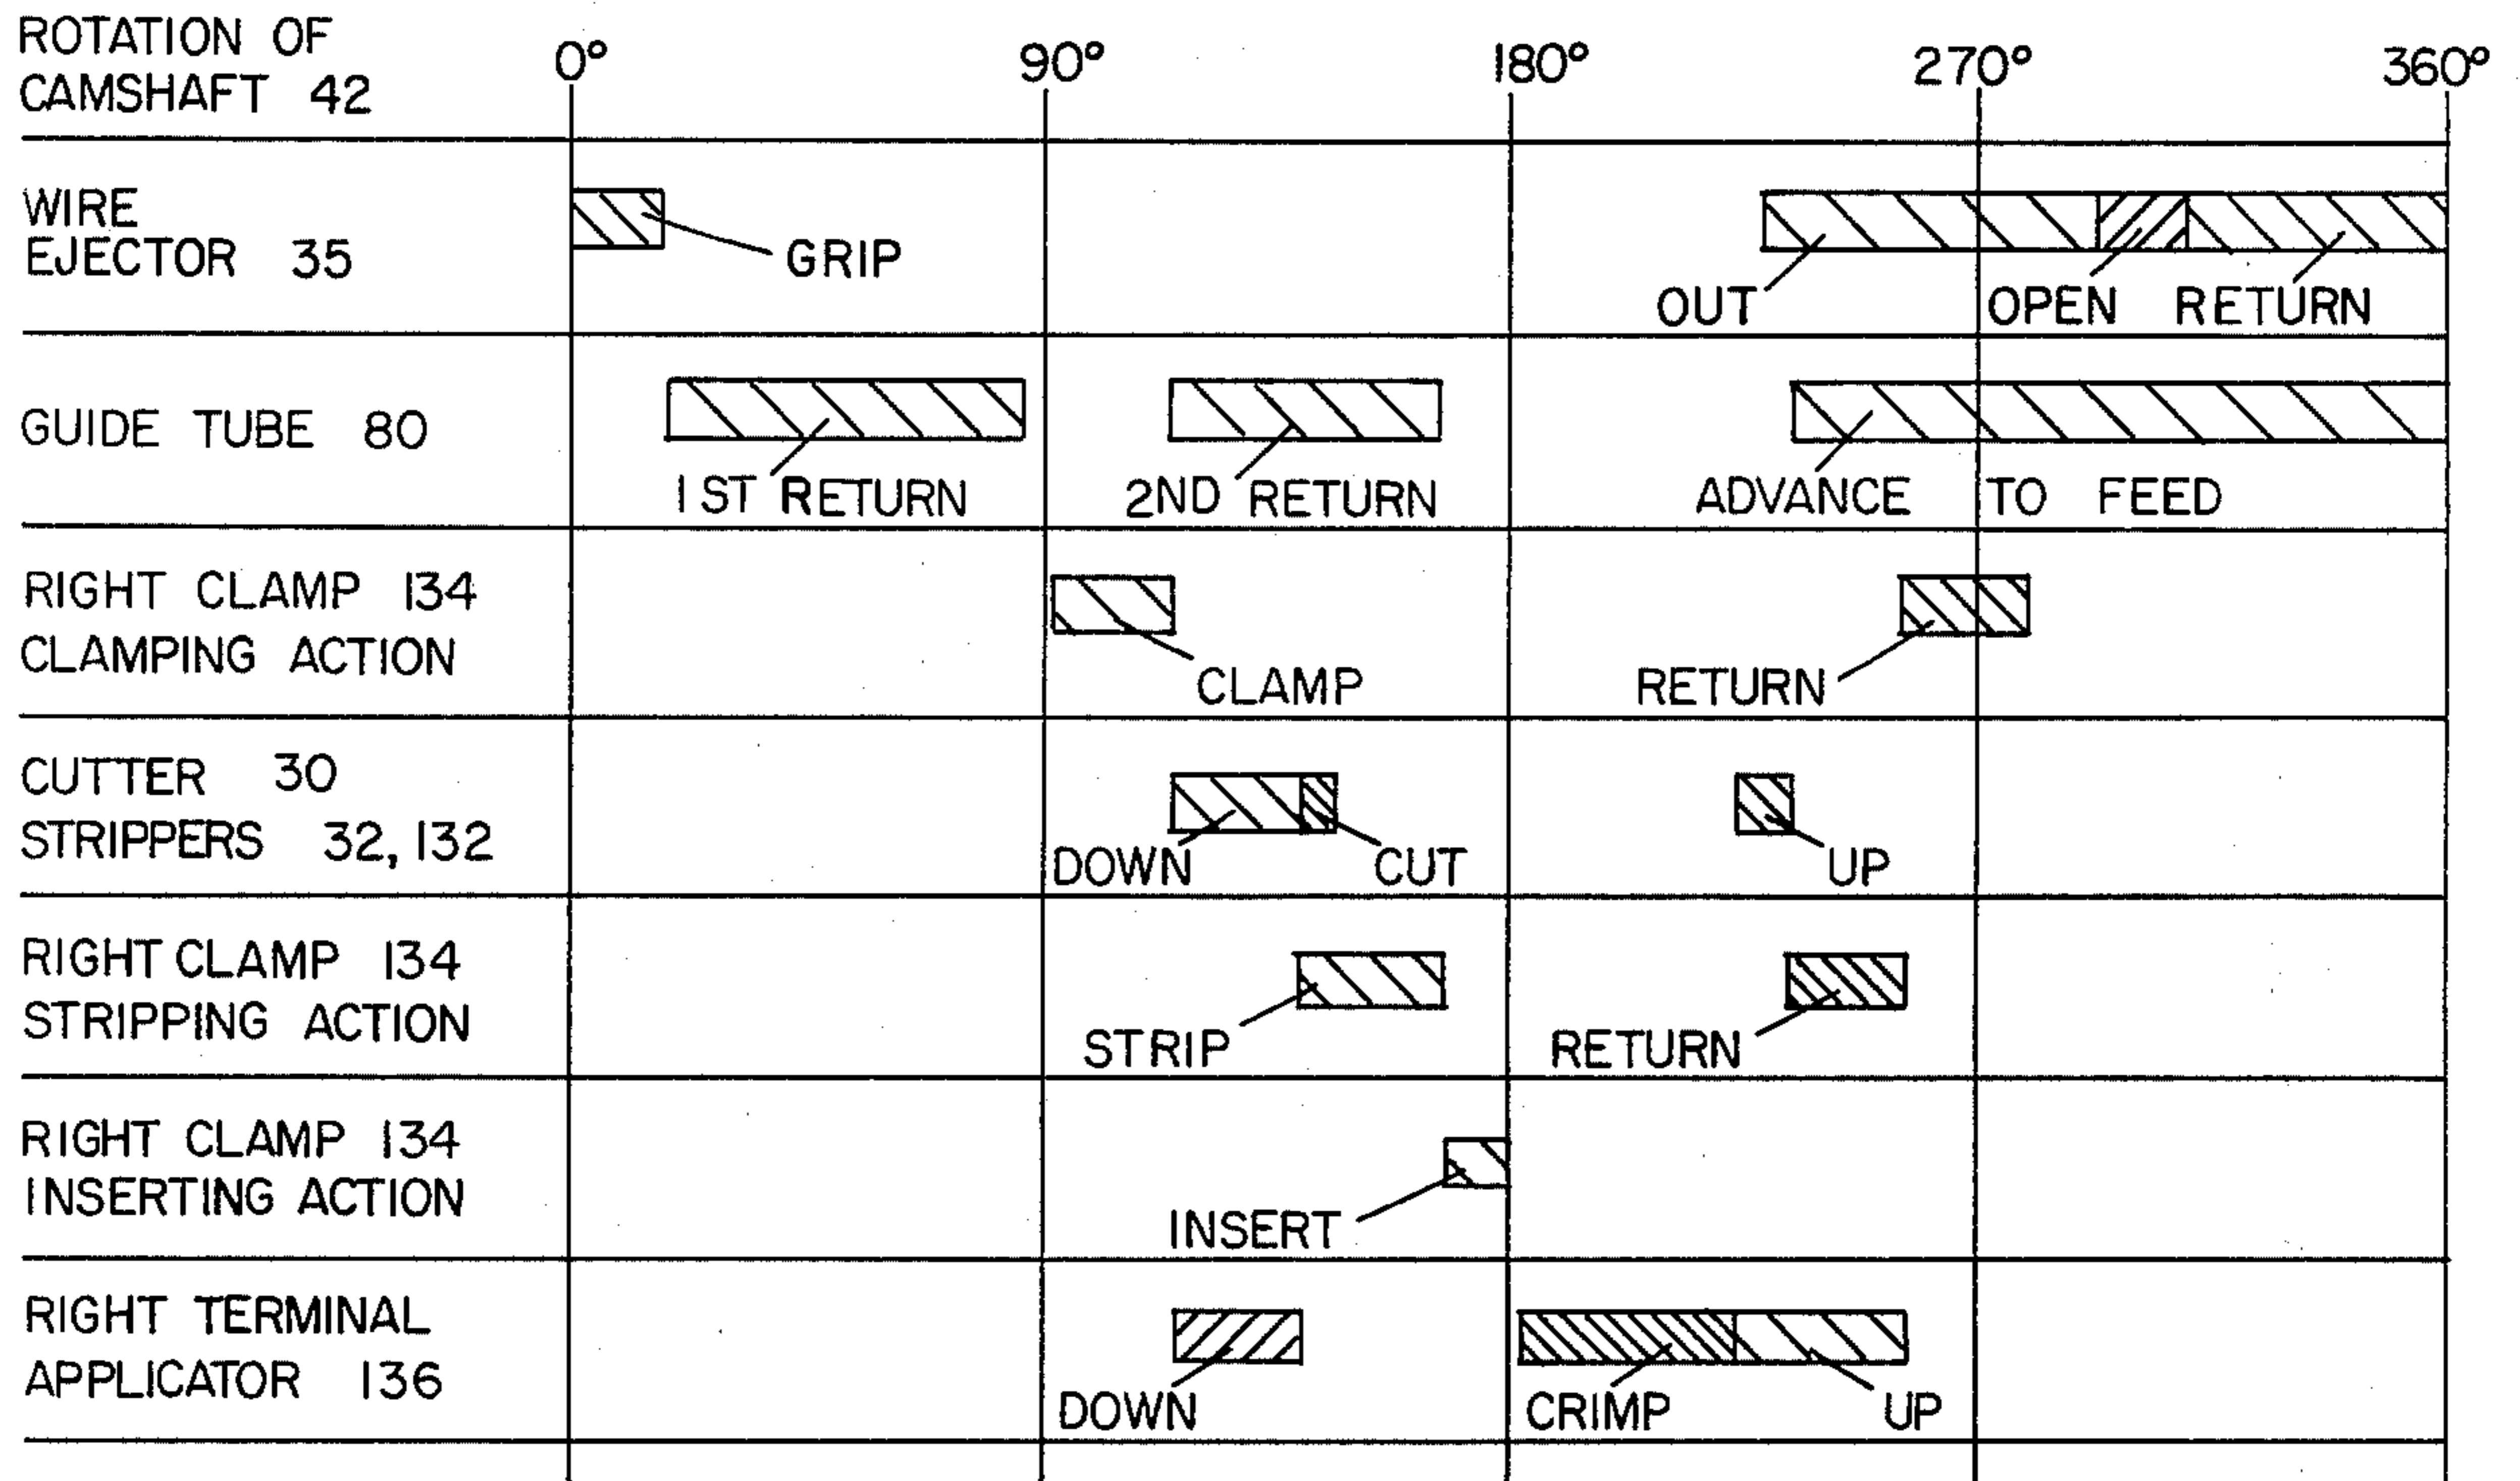 ROTATION OF
CAMSHAFT 42
0° 90° 180° 270° 360°
WIRE
EJECTOR 35
GRIP
OUT OPEN RETURN
GUIDE TUBE 80
1ST RETURN 2ND RETURN ADVANCE TO FEED
RIGHT CLAMP 134
CLAMPING ACTION
CLAMP RETURN
CUTTER 30
STRIPPERS 32, 132
DOWN CUT UP
RIGHT CLAMP 134
STRIPPING ACTION
STRIP RETURN
RIGHT CLAMP 134
INSERTING ACTION
INSERT
RIGHT TERMINAL
APPLICATOR 136
DOWN CRIMP UP